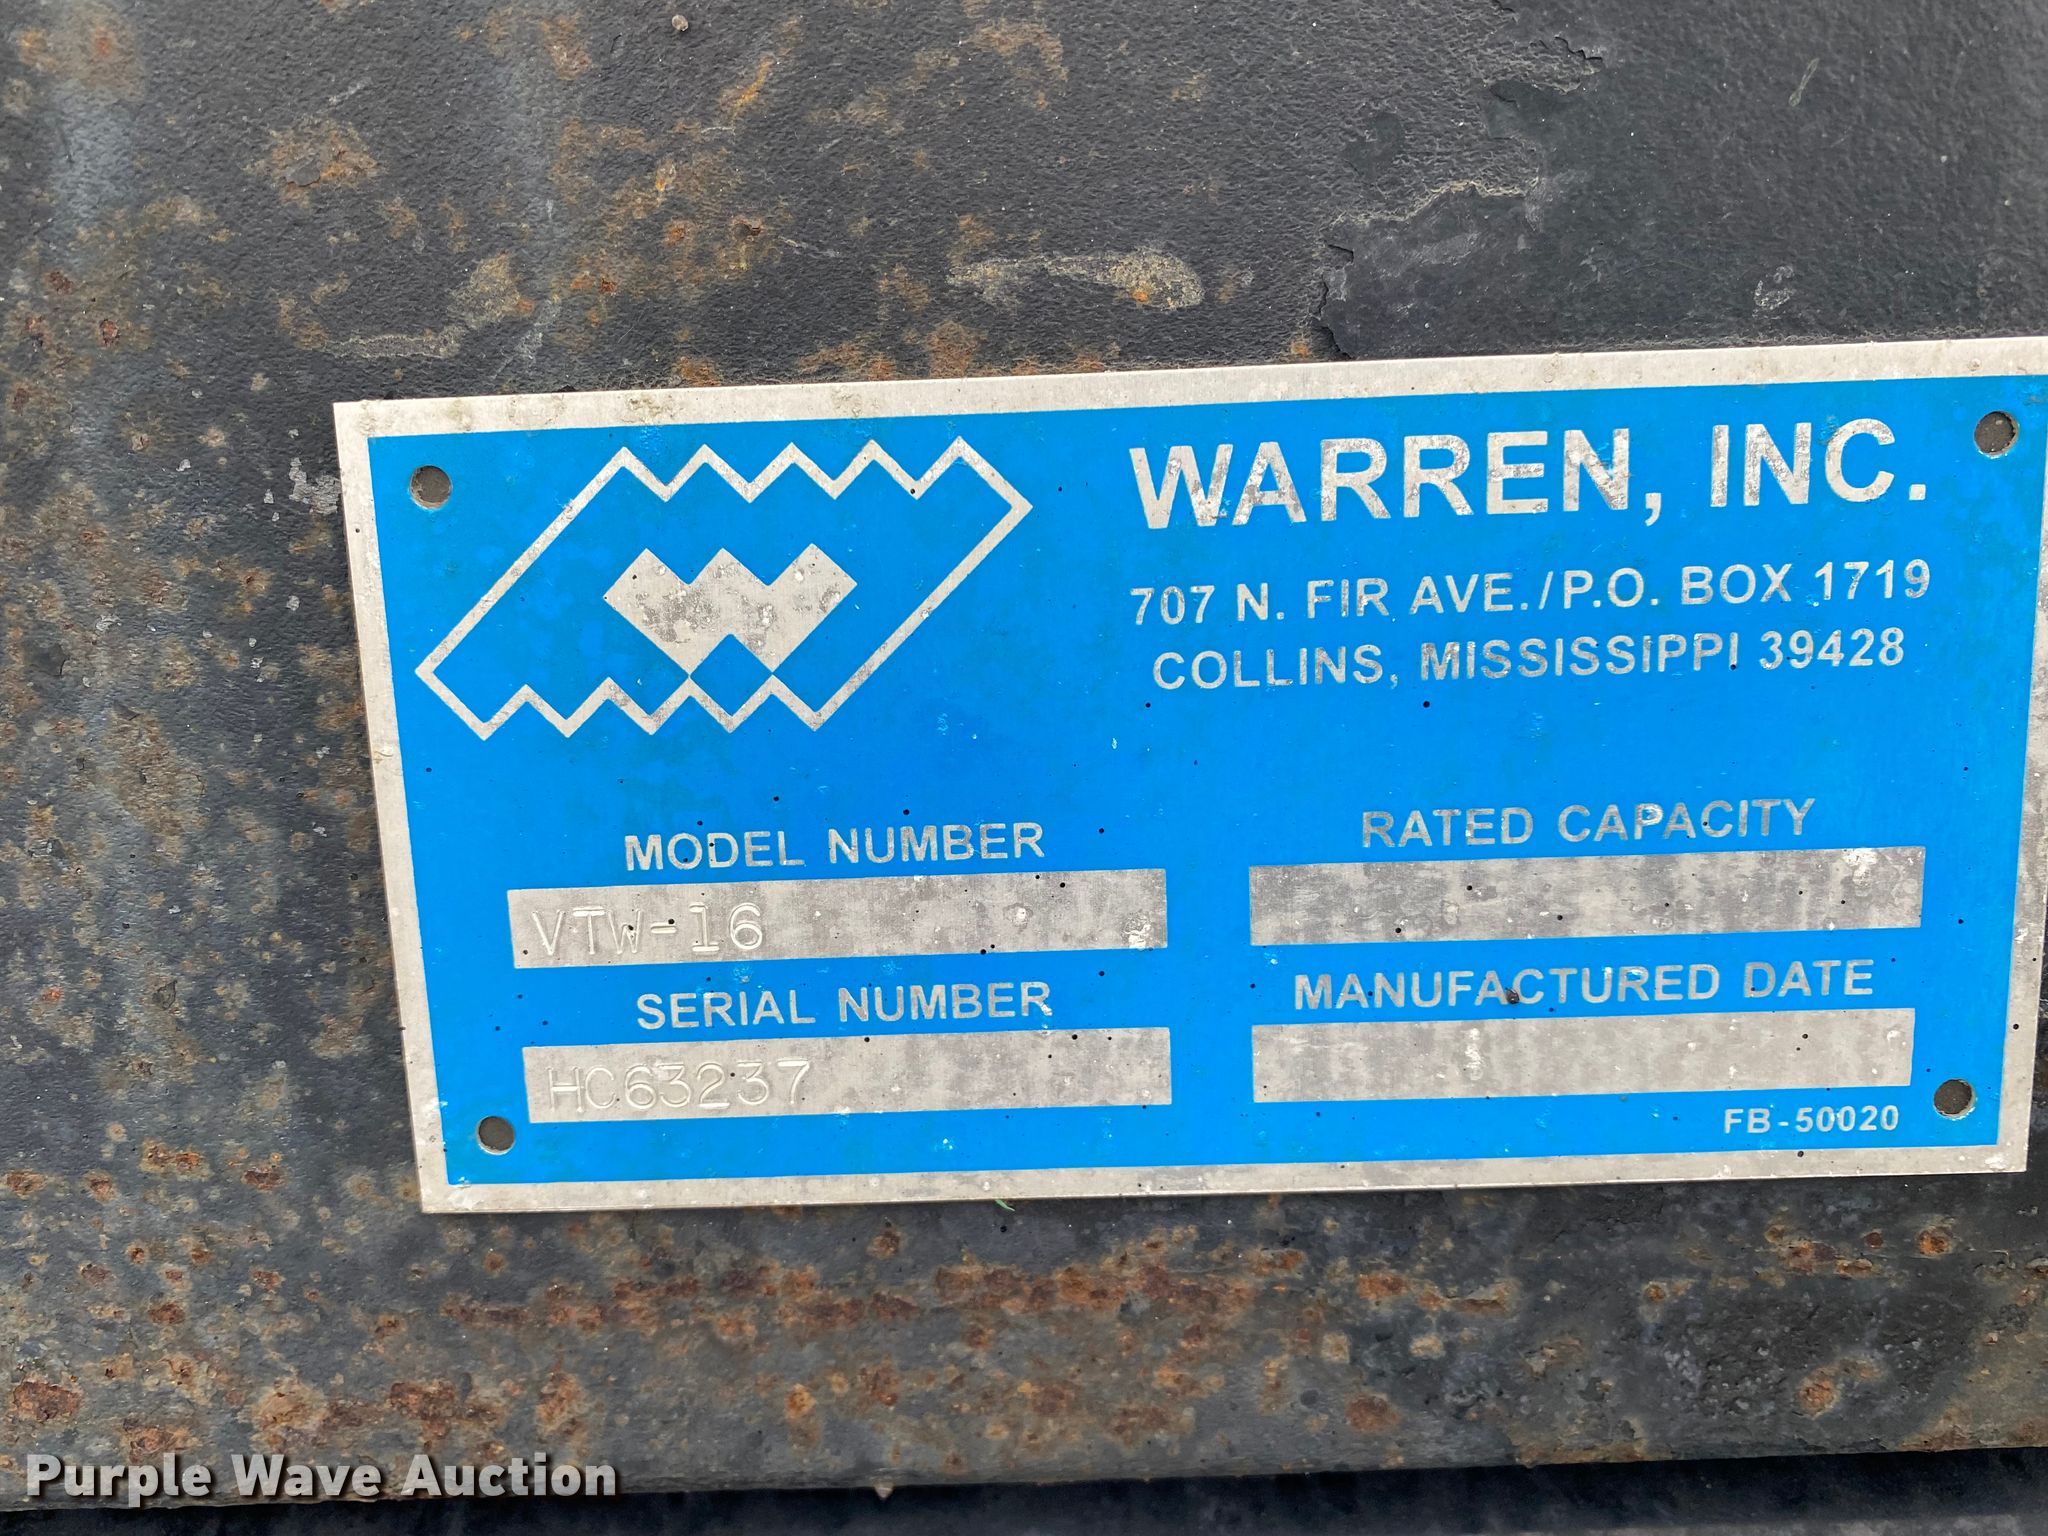 WARREN, INC.
707 N. FIR AVE./P.O. BOX 1719
COLLINS, MISSISSIPPI 39428
MODEL NUMBER
VTW-16
SERIAL NUMBER
HC63237
RATED CAPACITY
MANUFACTURED DATE
FB-50020
Purple Wave Auction